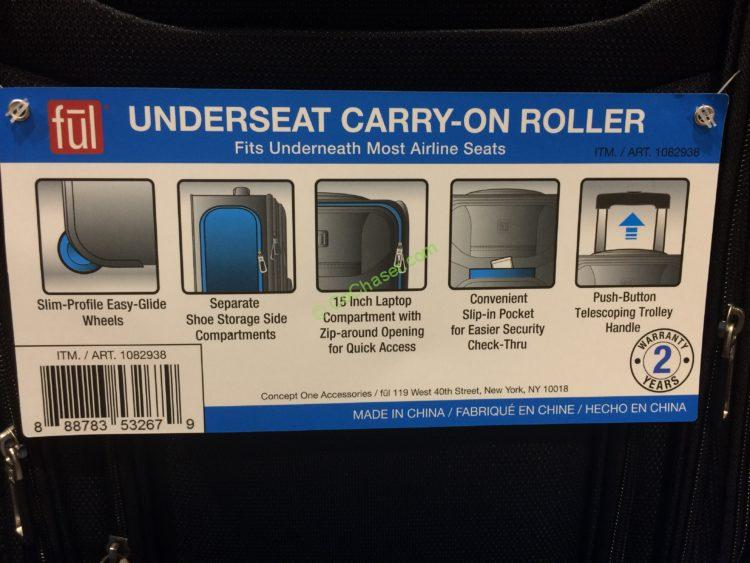 fūl
UNDERSEAT CARRY-ON ROLLER
Fits Underneath Most Airline Seats
ITM. / ART. 1082938
Slim-Profile Easy-Glide
Wheels
Separate
Shoe Storage Side
Compartments
15 Inch Laptop
Compartment with
Zip-around Opening
for Quick Access
Convenient
Slip-in Pocket
for Easier Security
Check-Thru
Push-Button
Telescoping Trolley
Handle
WARRANTY
2
YEARS
ITM. / ART. 1082938
8 88783 53267 9
Concept One Accessories / fūl 119 West 40th Street, New York, NY 10018
MADE IN CHINA / FABRIQUÉ EN CHINE / HECHO EN CHINA